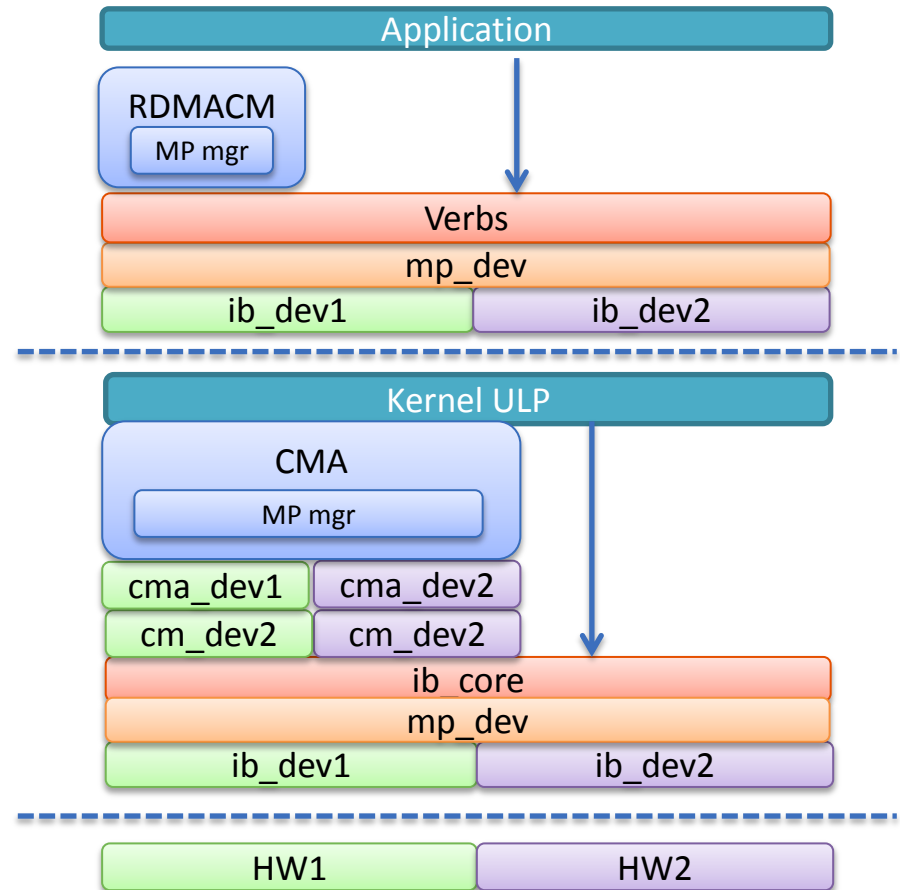 Application
RDMACM
MP mgr
Verbs
mp_dev
ib_dev1 ib_dev2
Kernel ULP
CMA
MP mgr
cma_dev1 cma_dev2
cm_dev2 cm_dev2
ib_core
mp_dev
ib_dev1 ib_dev2
HW1 HW2